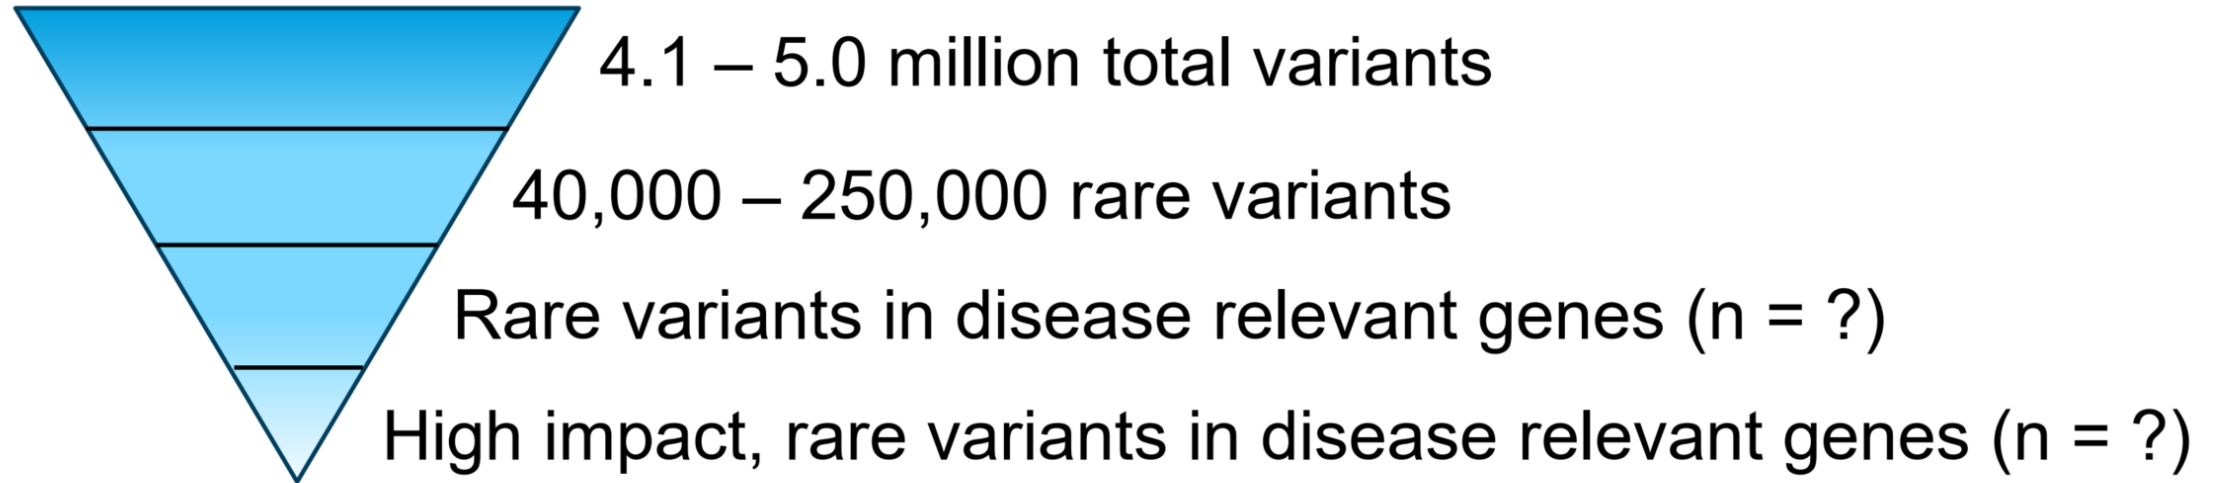 4.1 – 5.0 million total variants
40,000 – 250,000 rare variants
Rare variants in disease relevant genes (n = ?)
High impact, rare variants in disease relevant genes (n = ?)